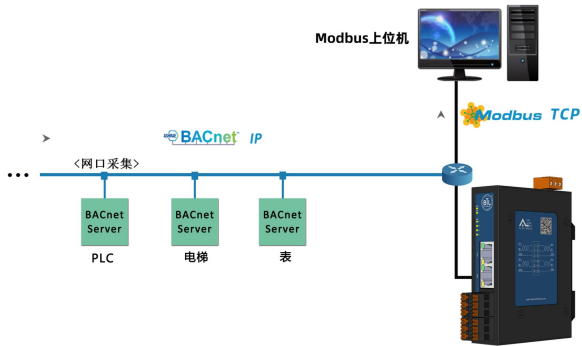 Modbus上位机
Modbus TCP
BACnet™ IP
<网口采集>
BACnet
Server
BACnet
Server
BACnet
Server
PLC
电梯
表